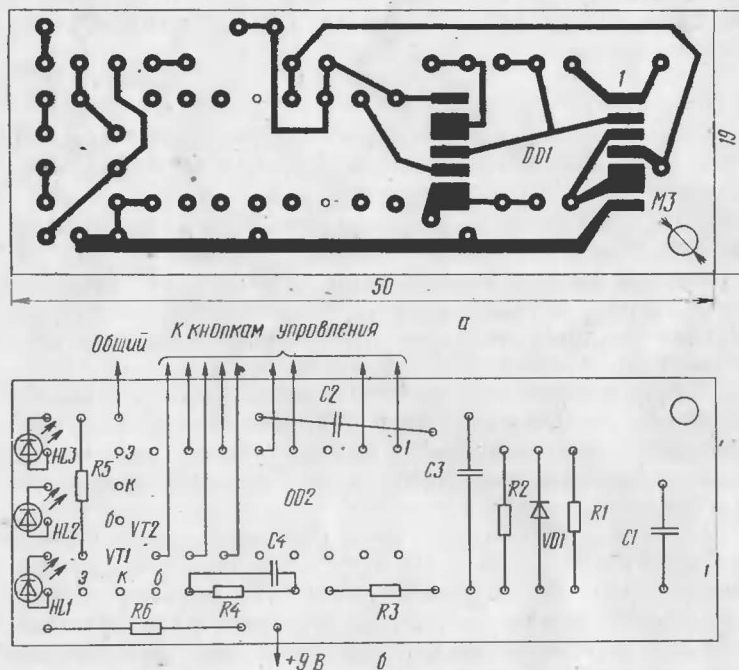 1
DD1
19
М3
50
а
Общий
К кнопкам управления
C2
HL3
R5
э
1
к
C3
HL2
б
VT2
DD2
R2
VD1
R1
C1
VT1
C4
HL1
э
к
б
R4
R3
1
R6
+9 В
б